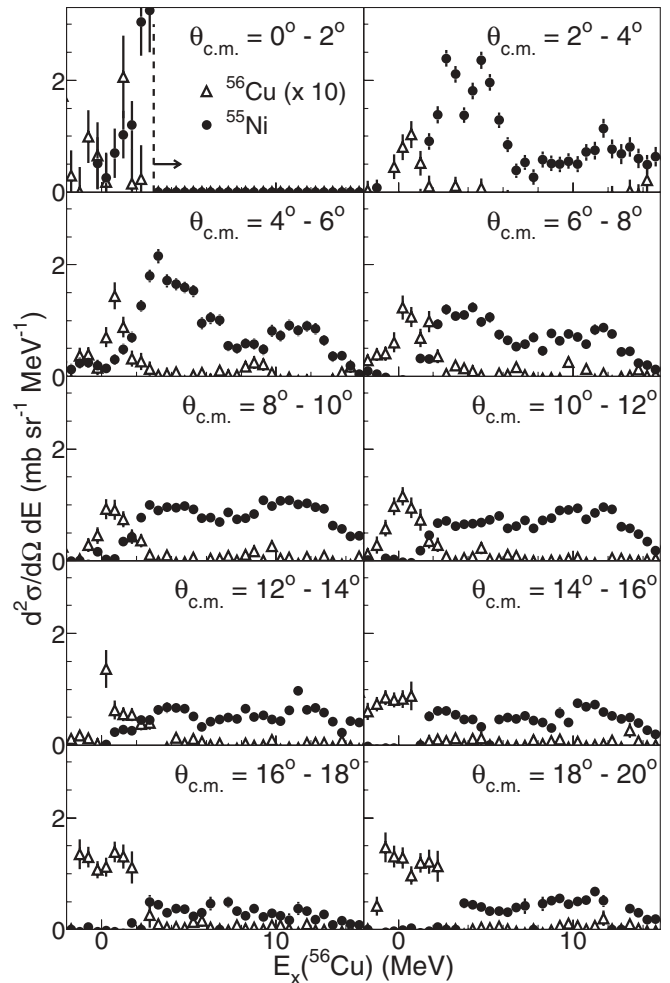 θc.m. = 0° - 2°
△ ⁵⁶Cu (x 10)
● ⁵⁵Ni
θc.m. = 2° - 4°
2
0
θc.m. = 4° - 6°
θc.m. = 6° - 8°
2
0
θc.m. = 8° - 10°
θc.m. = 10° - 12°
2
0
θc.m. = 12° - 14°
θc.m. = 14° - 16°
2
0
θc.m. = 16° - 18°
θc.m. = 18° - 20°
2
0
0 10 0 10
d²σ/dΩ dE (mb sr⁻¹ MeV⁻¹)
Eₓ(⁵⁶Cu) (MeV)